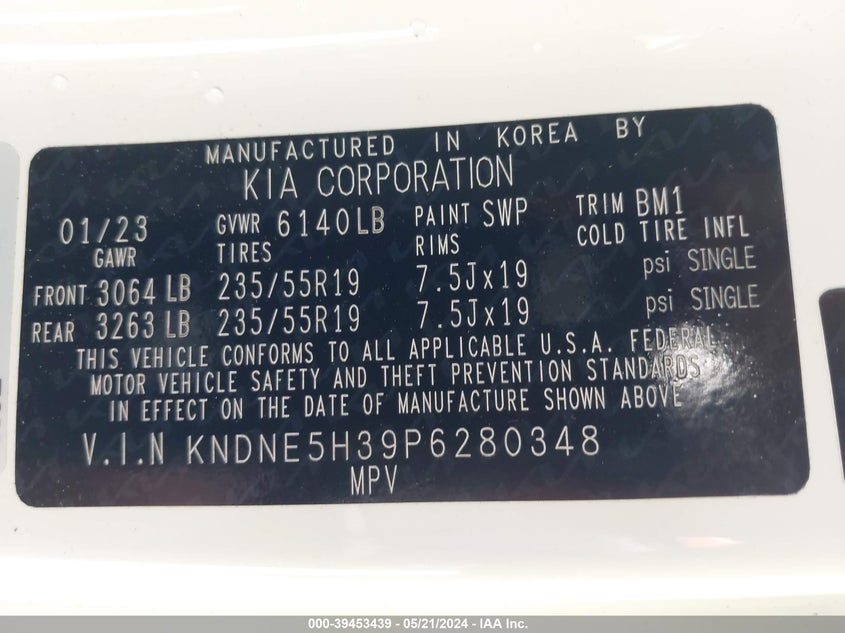 MANUFACTURED IN KOREA BY
KIA CORPORATION
01/23 GVWR 6140LB PAINT SWP TRIM BM1
GAWR TIRES RIMS COLD TIRE INFL
FRONT 3064 LB 235/55R19 7.5Jx19 psi SINGLE
REAR 3263 LB 235/55R19 7.5Jx19 psi SINGLE
THIS VEHICLE CONFORMS TO ALL APPLICABLE U.S.A. FEDERAL
MOTOR VEHICLE SAFETY AND THEFT PREVENTION STANDARDS
IN EFFECT ON THE DATE OF MANUFACTURE SHOWN ABOVE
V.I.N KNDNE5H39P6280348
MPV
000-39453439 - 05/21/2024 - IAA Inc.